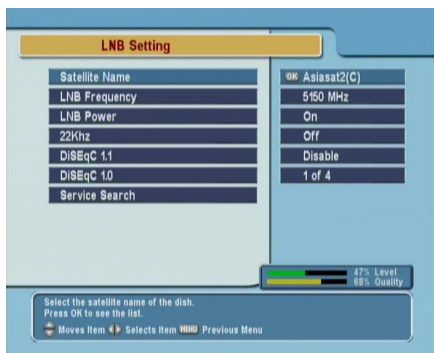 LNB Setting
Satellite Name OK Asiasat2(C)
LNB Frequency 5150 MHz
LNB Power On
22Khz Off
DiSEqC 1.1 Disable
DiSEqC 1.0 1 of 4
Service Search
47% Level
68% Quality
Select the satellite name of the dish.
Press OK to see the list.
Moves Item Selects Item MENU Previous Menu